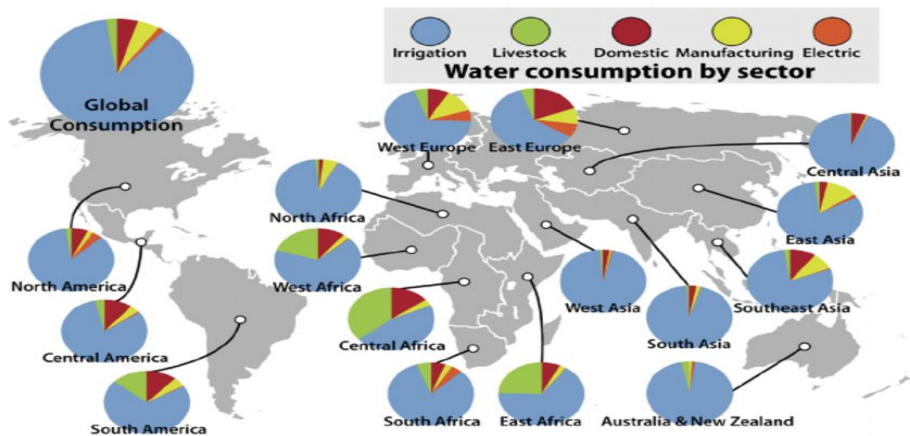 Irrigation Livestock Domestic Manufacturing Electric
Water consumption by sector
Global
Consumption
West Europe
East Europe
Central Asia
North Africa
East Asia
West Africa
North America
West Asia
Southeast Asia
South Asia
Central America
Central Africa
South America
South Africa
East Africa
Australia & New Zealand